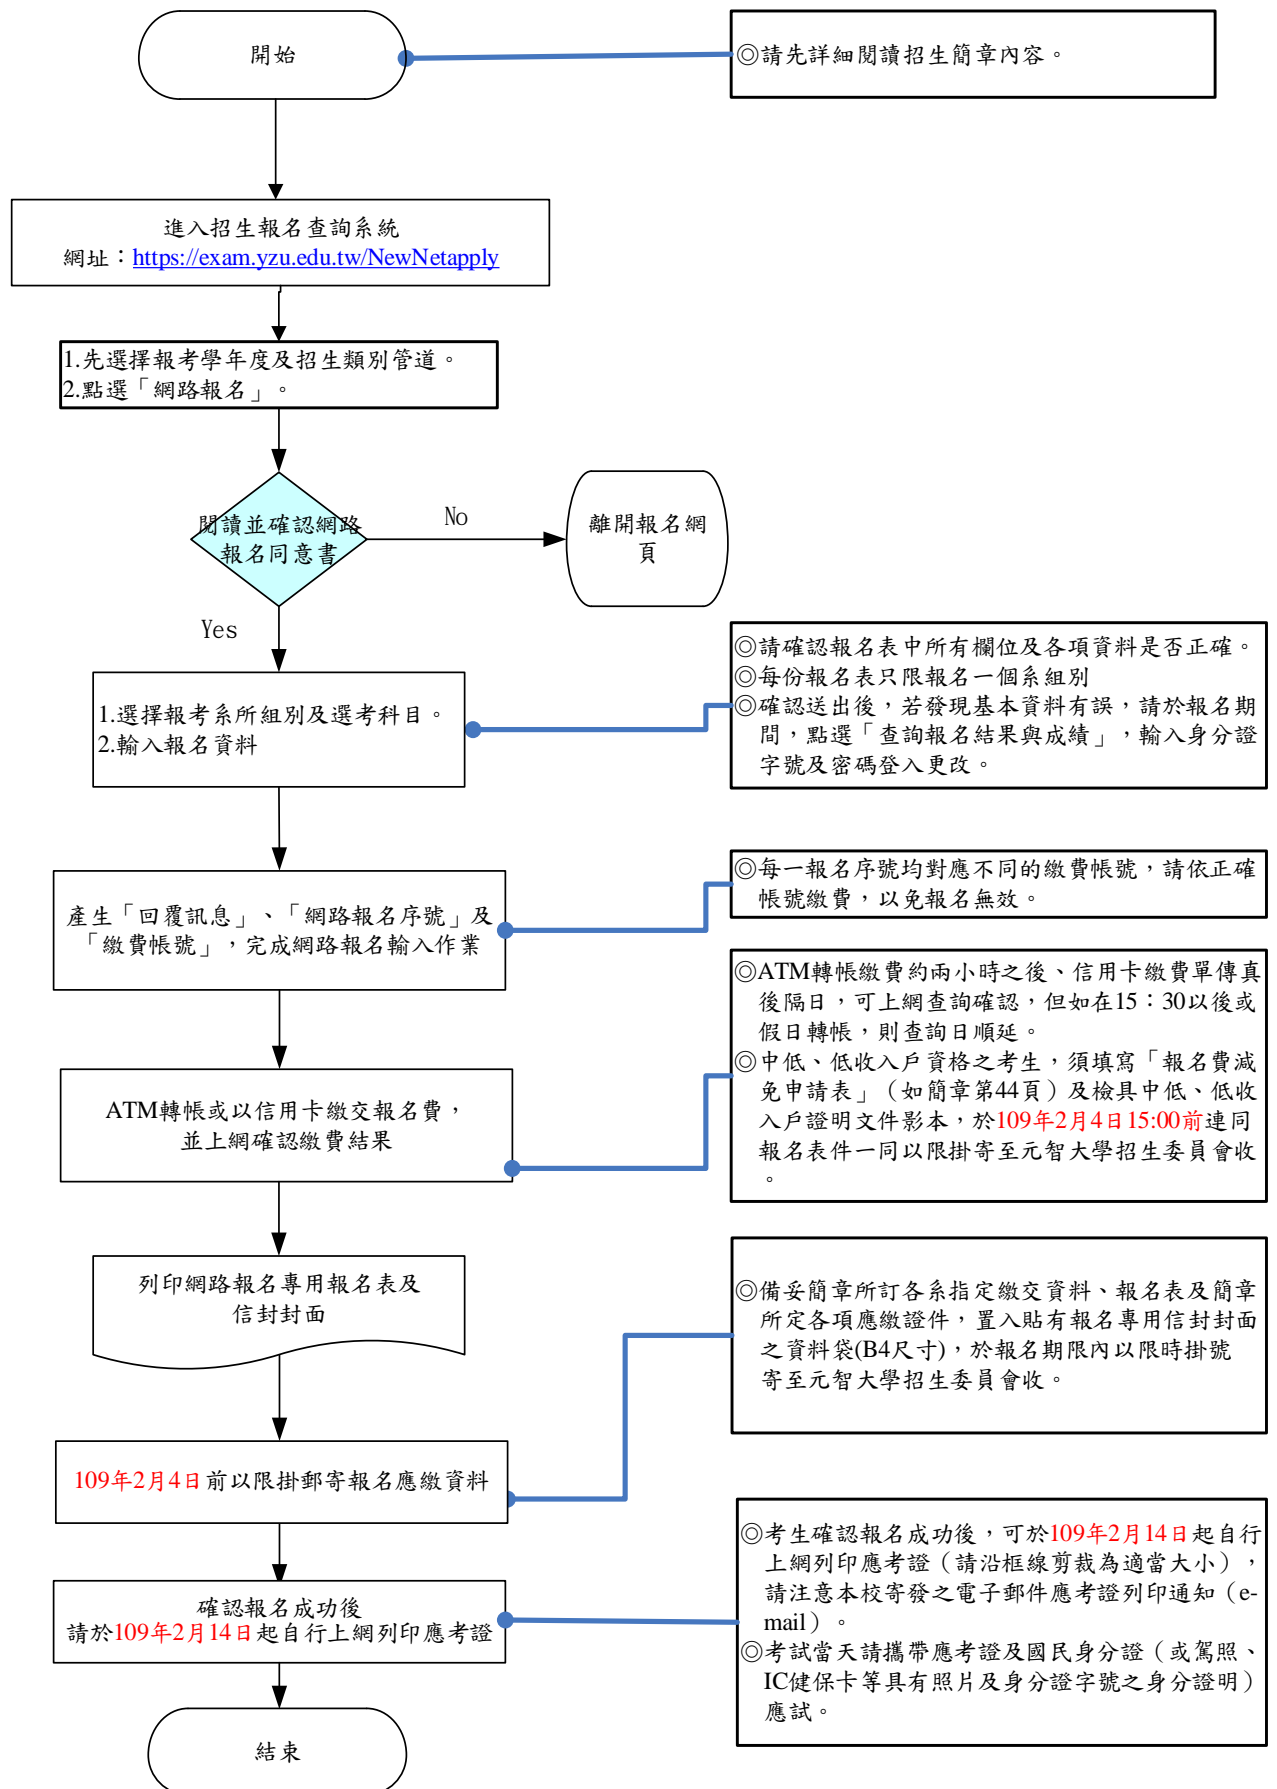 開始
◎請先詳細閱讀招生簡章內容。
進入招生報名查詢系統
網址：https://exam.yzu.edu.tw/NewNetapply
1.先選擇報考學年度及招生類別管道。
2.點選「網路報名」。
閱讀並確認網路
報名同意書
No
離開報名網
頁
Yes
1.選擇報考系所組別及選考科目。
2.輸入報名資料
◎請確認報名表中所有欄位及各項資料是否正確。
◎每份報名表只限報名一個系組別
◎確認送出後，若發現基本資料有誤，請於報名期
間，點選「查詢報名結果與成績」，輸入身分證
字號及密碼登入更改。
產生「回覆訊息」、「網路報名序號」及
「繳費帳號」，完成網路報名輸入作業
◎每一報名序號均對應不同的繳費帳號，請依正確
帳號繳費，以免報名無效。
ATM轉帳或以信用卡繳交報名費，
並上網確認繳費結果
◎ATM轉帳繳費約兩小時之後、信用卡繳費單傳真
後隔日，可上網查詢確認，但如在15：30以後或
假日轉帳，則查詢日順延。
◎中低、低收入戶資格之考生，須填寫「報名費減
免申請表」（如簡章第44頁）及檢具中低、低收
入戶證明文件影本，於109年2月4日15:00前連同
報名表件一同以限掛寄至元智大學招生委員會收
。
列印網路報名專用報名表及
信封封面
◎備妥簡章所訂各系指定繳交資料、報名表及簡章
所定各項應繳證件，置入貼有報名專用信封封面
之資料袋(B4尺寸)，於報名期限內以限時掛號
寄至元智大學招生委員會收。
109年2月4日前以限掛郵寄報名應繳資料
確認報名成功後
請於109年2月14日起自行上網列印應考證
◎考生確認報名成功後，可於109年2月14日起自行
上網列印應考證（請沿框線剪裁為適當大小），
請注意本校寄發之電子郵件應考證列印通知（e-
mail）。
◎考試當天請攜帶應考證及國民身分證（或駕照、
IC健保卡等具有照片及身分證字號之身分證明）
應試。
結束